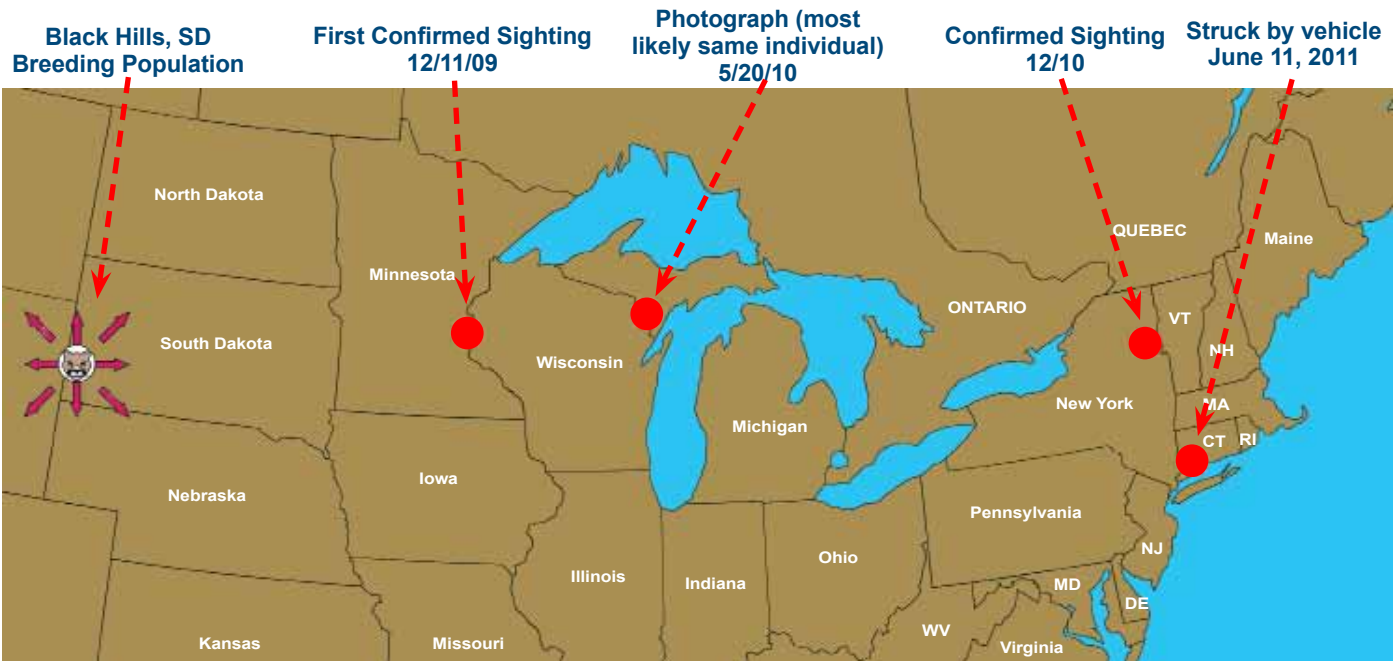 Black Hills, SD
Breeding Population
First Confirmed Sighting
12/11/09
Photograph (most
likely same individual)
5/20/10
Confirmed Sighting
12/10
Struck by vehicle
June 11, 2011
North Dakota
Minnesota
South Dakota
Wisconsin
Michigan
Iowa
Nebraska
Illinois
Indiana
Ohio
Kansas
Missouri
ONTARIO
QUEBEC
Maine
VT
NH
New York
MA
CT
RI
Pennsylvania
NJ
MD
DE
WV
Virginia